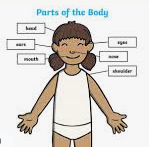 Parts of the Body
head
ears
mouth
eyes
nose
shoulder